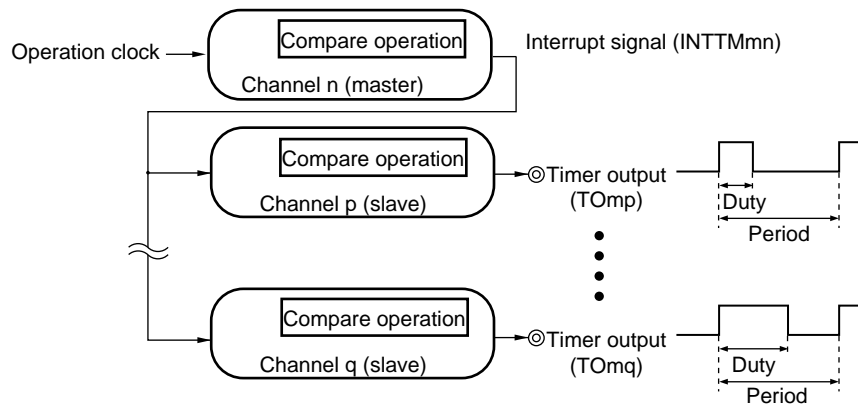 Compare operation
Operation clock
Interrupt signal (INTTMmn)
Channel n (master)
Compare operation
Channel p (slave)
Timer output
(TOmp)
Duty
Period
Compare operation
Channel q (slave)
Timer output
(TOmq)
Duty
Period